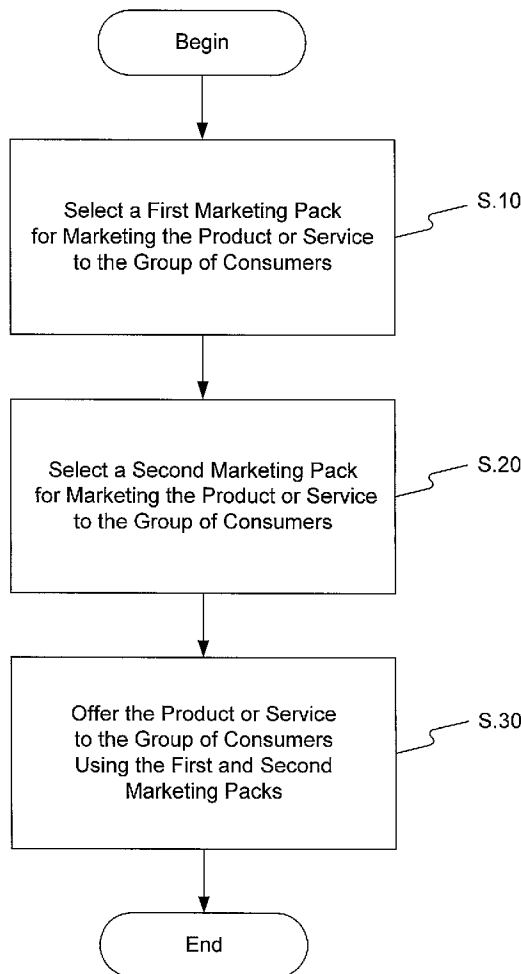 Begin
Select a First Marketing Pack
for Marketing the Product or Service
to the Group of Consumers
S.10
Select a Second Marketing Pack
for Marketing the Product or Service
to the Group of Consumers
S.20
Offer the Product or Service
to the Group of Consumers
Using the First and Second
Marketing Packs
S.30
End